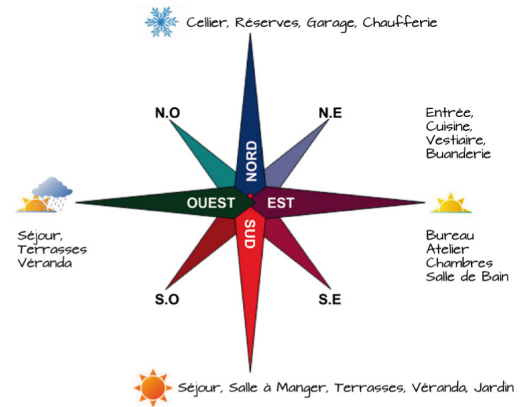 Cellier, Réserves, Garage, Chaufferie
N.O
N.E
Entrée,
Cuisine,
Vestiaire,
Buanderie
NORD
OUEST
EST
SUD
Séjour,
Terrasses
Véranda
Bureau
Atelier
Chambres
Salle de Bain
S.O
S.E
Séjour, Salle à Manger, Terrasses, Véranda, Jardin